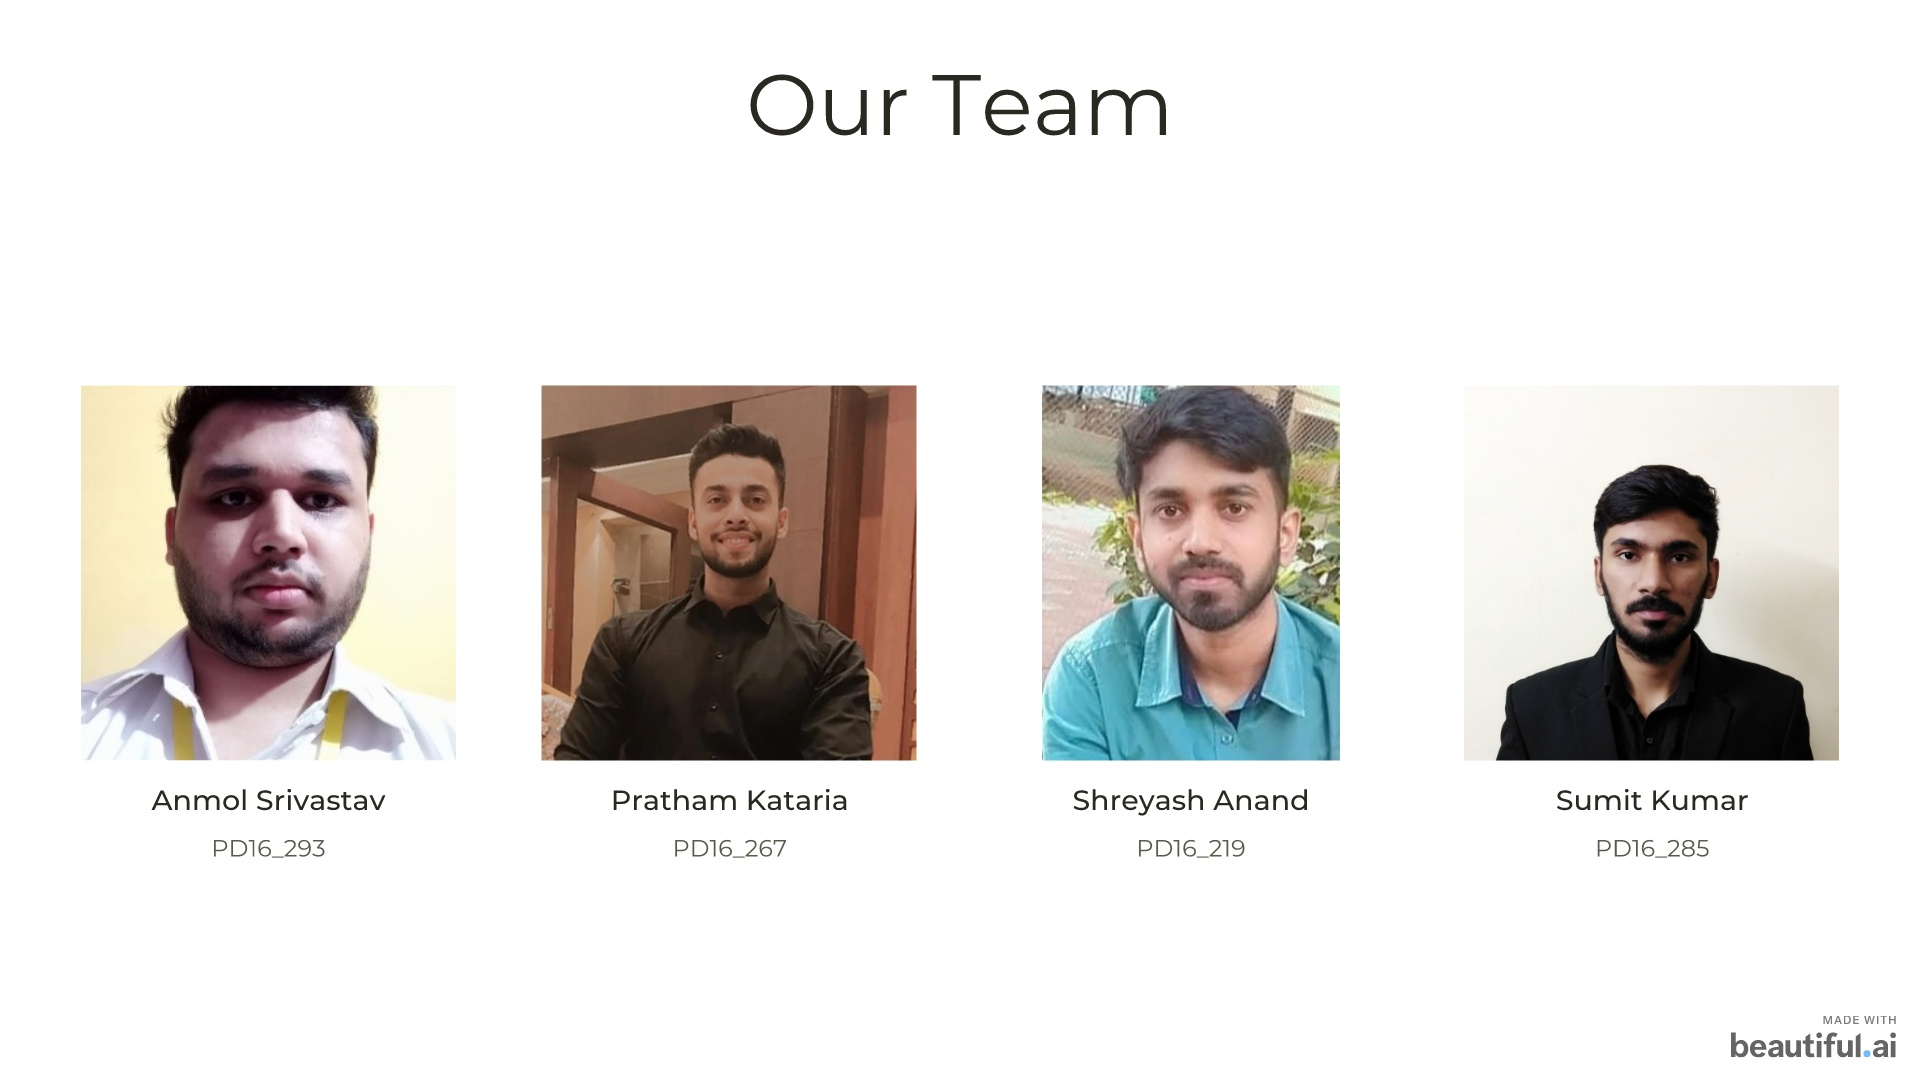 Our Team
Anmol Srivastav
PD16_293
Pratham Kataria
PD16_267
Shreyash Anand
PD16_219
Sumit Kumar
PD16_285
MADE WITH
beautiful.ai